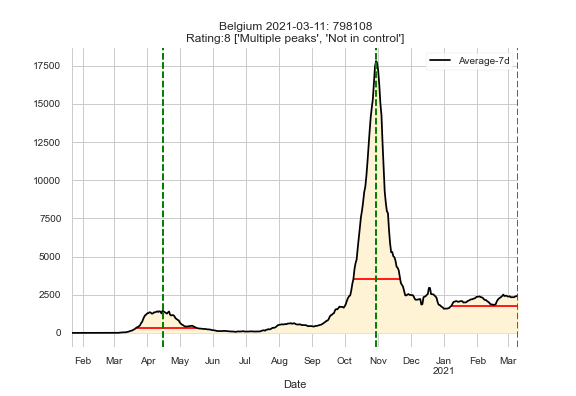 Belgium 2021-03-11: 798108
Rating:8 ['Multiple peaks', 'Not in control']
Average-7d
17500
15000
12500
10000
7500
5000
2500
0
Feb Mar Apr May Jun Jul Aug Sep Oct Nov Dec Jan Feb Mar
2021
Date